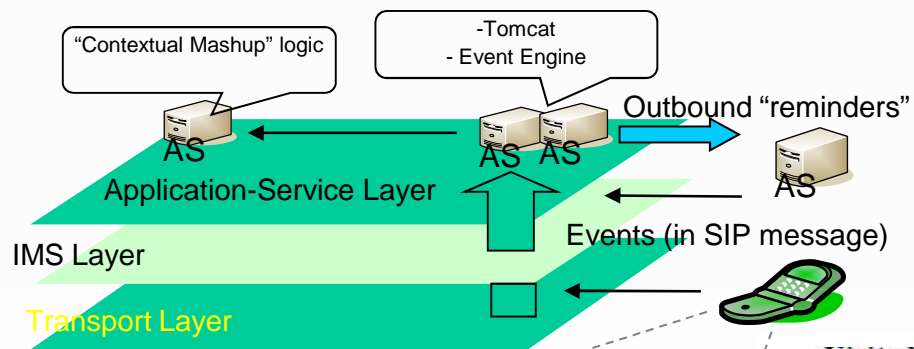 “Contextual Mashup” logic
-Tomcat
- Event Engine
Outbound “reminders”
AS
AS
AS
AS
Application-Service Layer
Events (in SIP message)
IMS Layer
Transport Layer